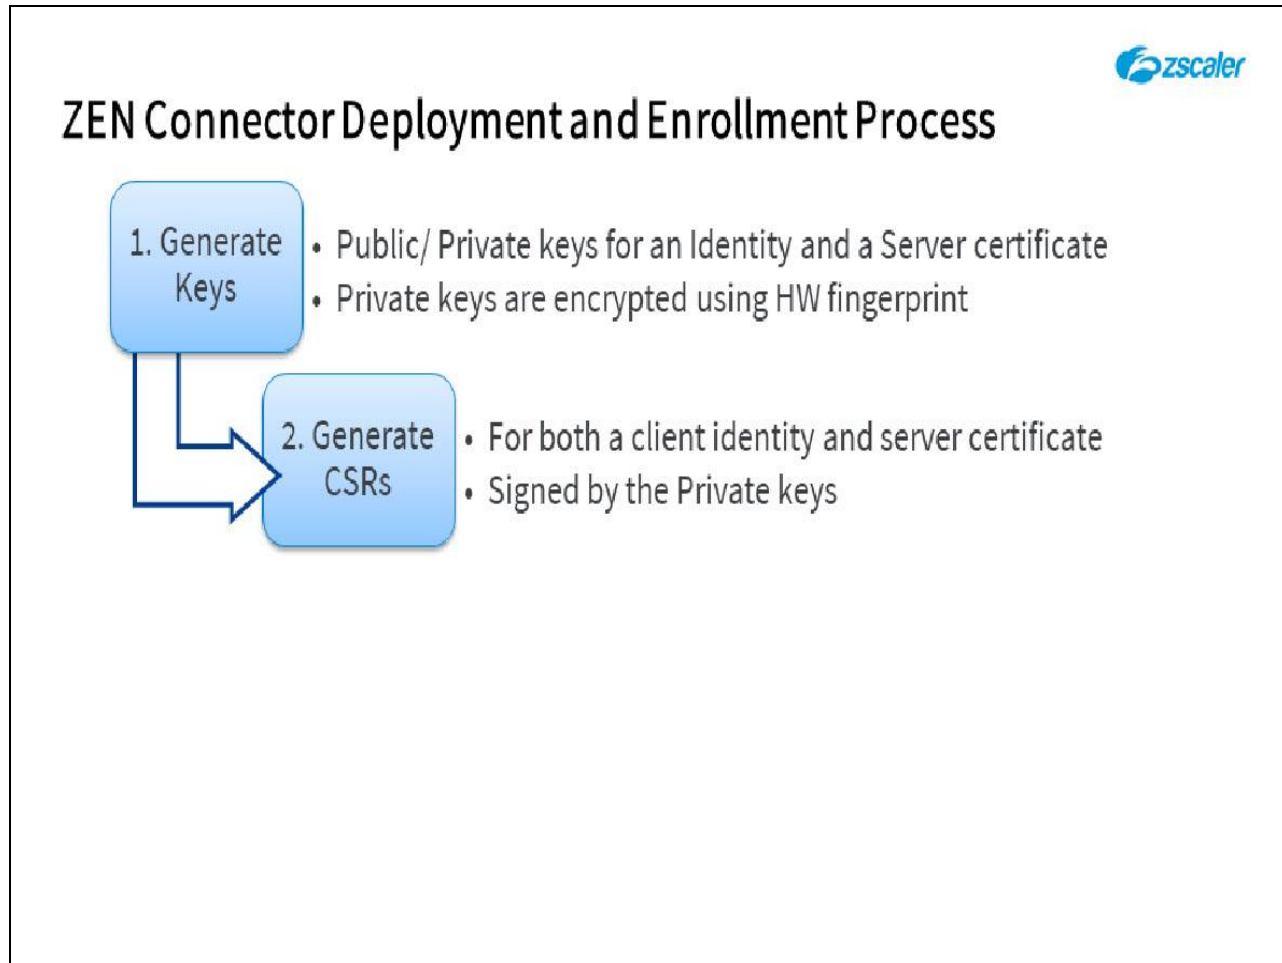 zscaler
ZEN Connector Deployment and Enrollment Process
1. Generate
Keys
• Public/ Private keys for an Identity and a Server certificate
• Private keys are encrypted using HW fingerprint
2. Generate
CSRs
• For both a client identity and server certificate
• Signed by the Private keys